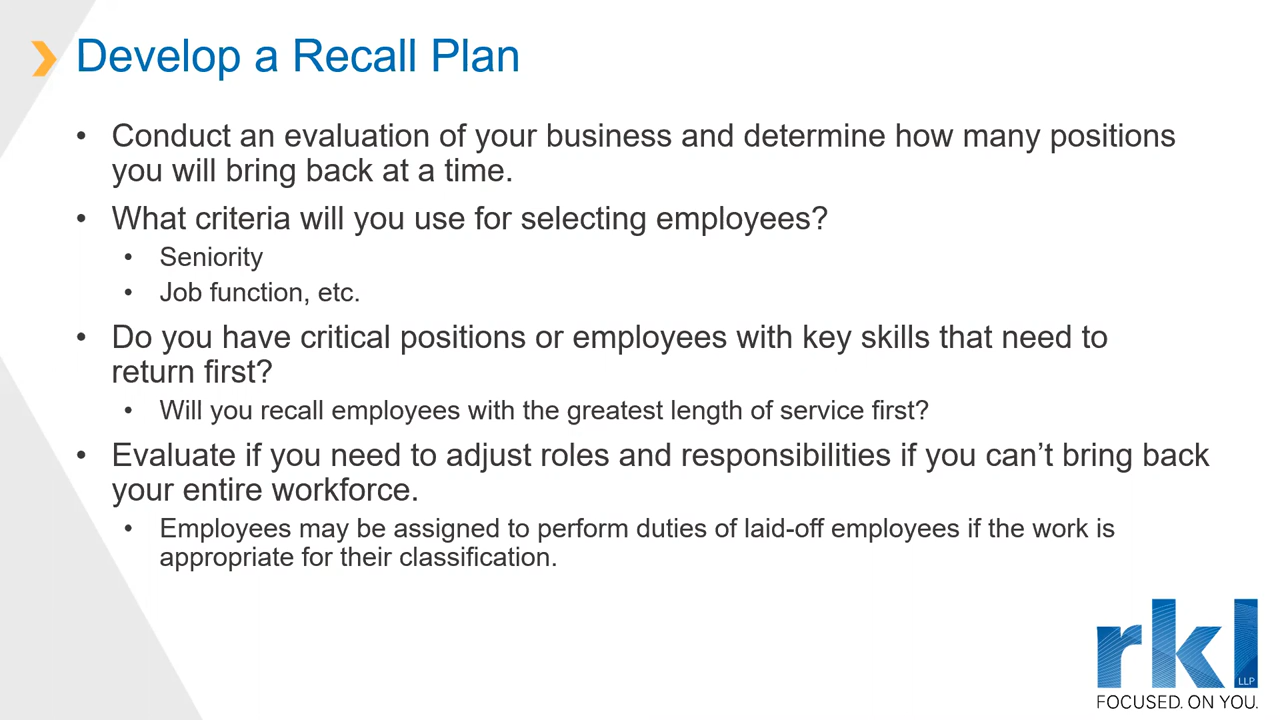 Develop a Recall Plan
• Conduct an evaluation of your business and determine how many positions
you will bring back at a time.
• What criteria will you use for selecting employees?
• Seniority
• Job function, etc.
• Do you have critical positions or employees with key skills that need to
return first?
• Will you recall employees with the greatest length of service first?
• Evaluate if you need to adjust roles and responsibilities if you can’t bring back
your entire workforce.
• Employees may be assigned to perform duties of laid-off employees if the work is
appropriate for their classification.
rkl
LLP
FOCUSED. ON YOU.